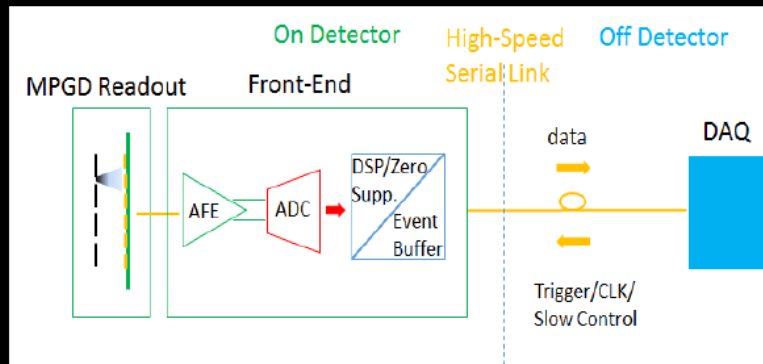 On Detector
High-Speed
Serial Link
Off Detector
MPGD Readout
Front-End
data
DAQ
AFE
ADC
DSP/Zero
Supp.
Event
Buffer
Trigger/CLK/
Slow Control